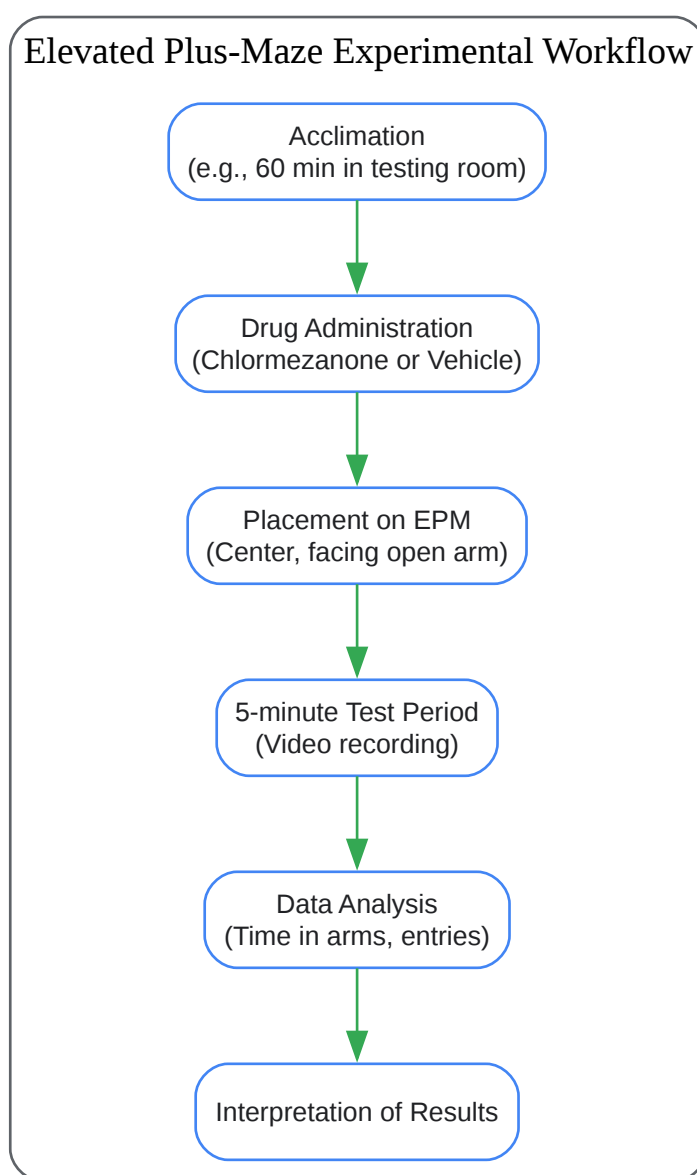 Elevated Plus-Maze Experimental Workflow
Acclimation
(e.g., 60 min in testing room)
Drug Administration
(Chlormezanone or Vehicle)
Placement on EPM
(Center, facing open arm)
5-minute Test Period
(Video recording)
Data Analysis
(Time in arms, entries)
Interpretation of Results